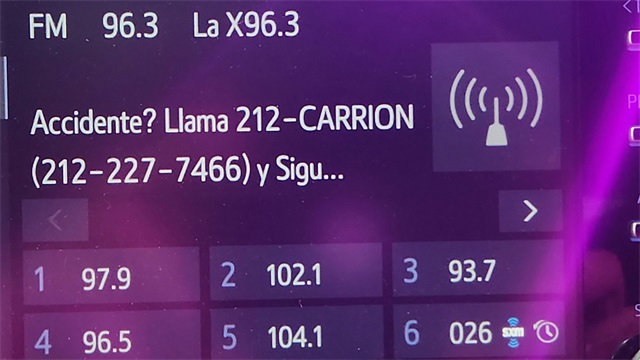 FM 96.3 La X96.3
Accidente? Llama 212-CARRION
(212-227-7466) y Sigu...
1 97.9 2 102.1 3 93.7
4 96.5 5 104.1 6 026 sxm